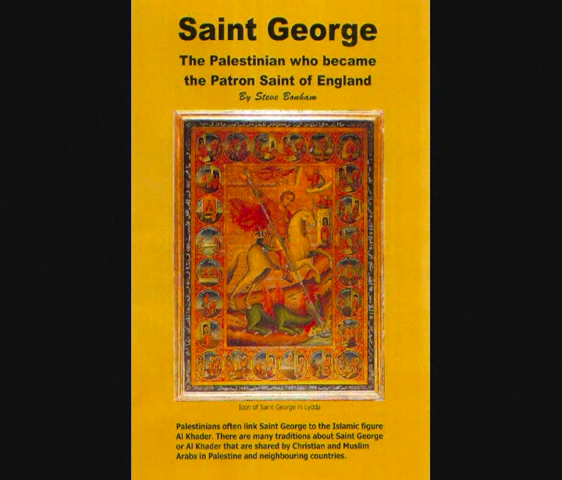 Saint George
The Palestinian who became
the Patron Saint of England
By Steve Bonham
Icon of Saint George in Lydda
Palestinians often link Saint George to the Islamic figure
Al Khader. There are many traditions about Saint George
or Al Khader that are shared by Christian and Muslim
Arabs in Palestine and neighbouring countries.